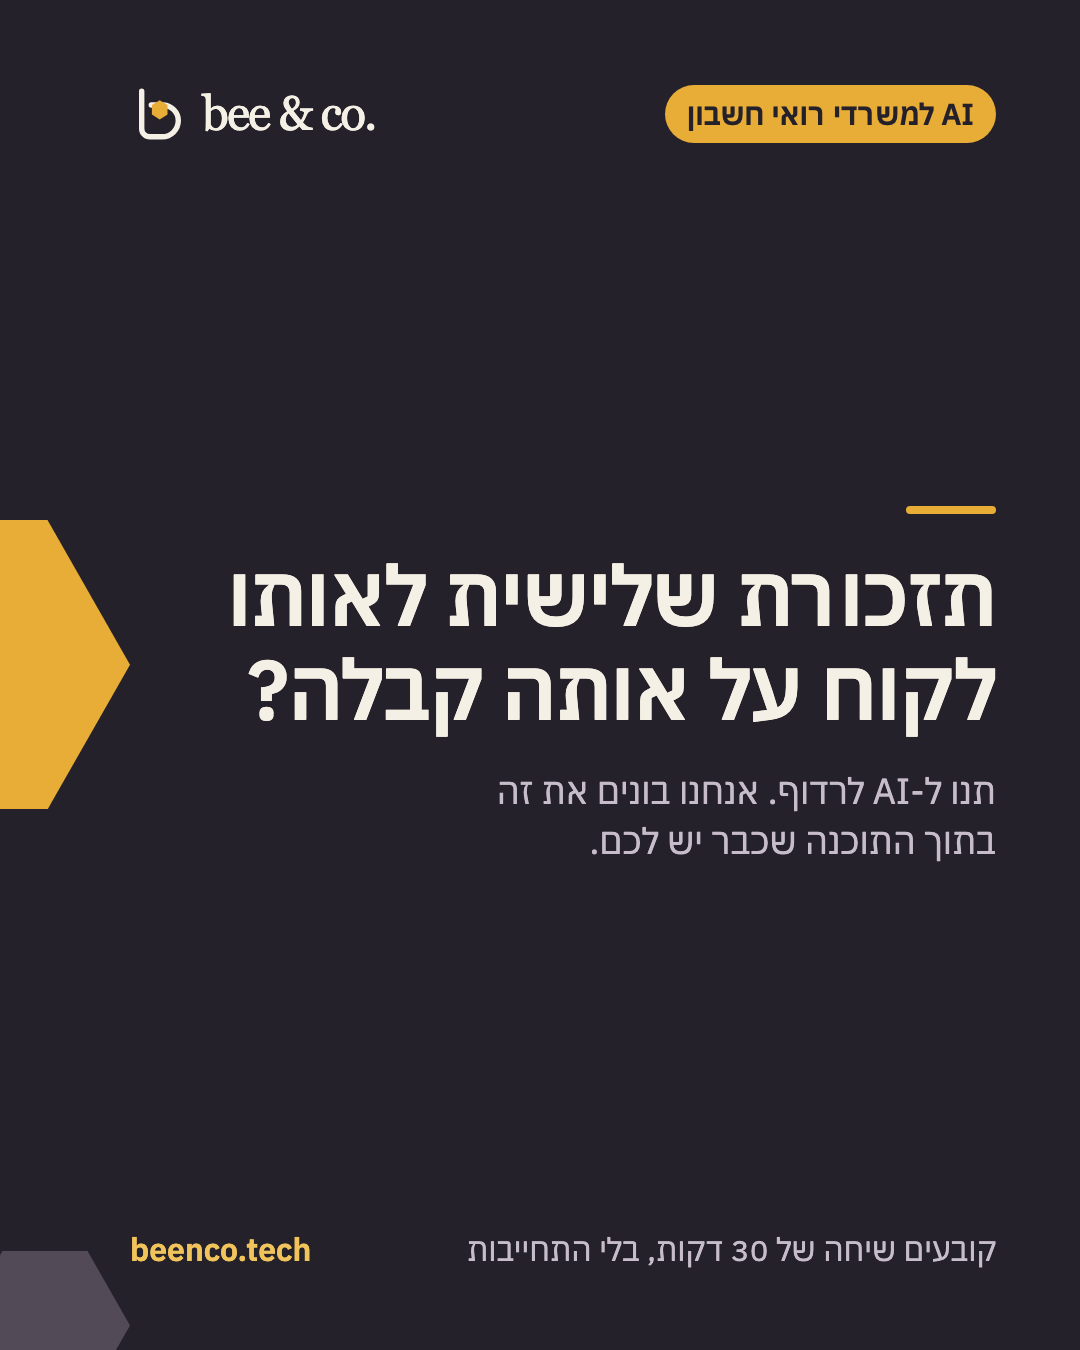 AI למשרדי רואי חשבון
bee & co.
תזכורת שלישית לאותו
לקוח על אותה קבלה?
תנו ל-AI לרדוף. אנחנו בונים את זה
בתוך התוכנה שכבר יש לכם.
קובעים שיחה של 30 דקות, בלי התחייבות
beenco.tech